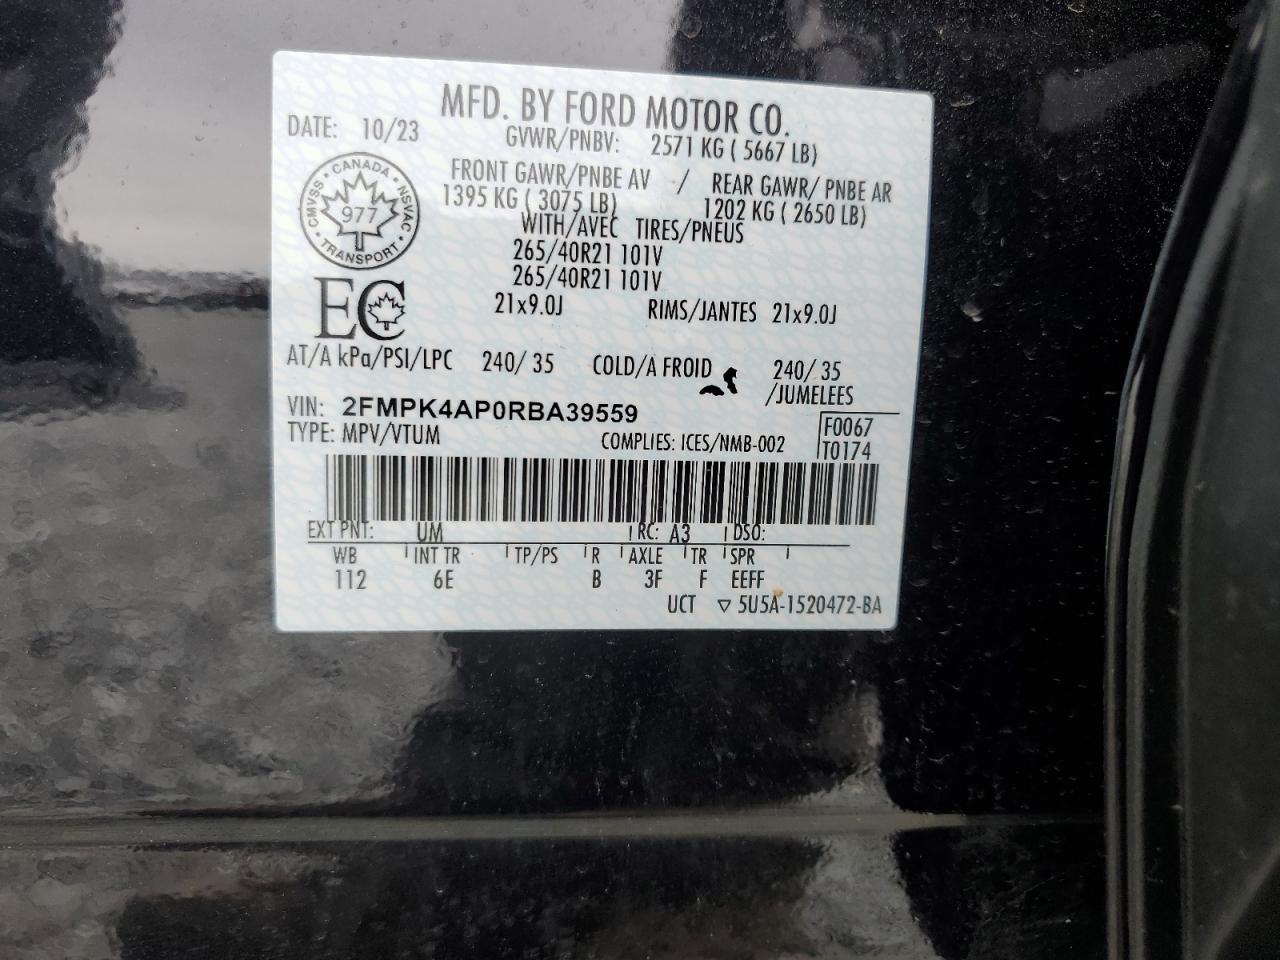 MFD. BY FORD MOTOR CO.
DATE: 10/23 GVWR/PNBV: 2571 KG ( 5667 LB)
FRONT GAWR/PNBE AV / REAR GAWR/ PNBE AR
1395 KG ( 3075 LB) 1202 KG ( 2650 LB)
CMVSS • CANADA • NSVAC • TRANSPORT •
977
WITH/AVEC TIRES/PNEUS
265/40R21 101V
265/40R21 101V
EC
21x9.0J RIMS/JANTES 21x9.0J
AT/A kPa/PSI/LPC 240/ 35 COLD/A FROID 240/ 35
/JUMELEES
VIN: 2FMPK4AP0RBA39559
F0067
TYPE: MPV/VTUM COMPLIES: ICES/NMB-002
T0174
EXT PNT: UM RC: A3 DSO:
WB INT TR TP/PS R AXLE TR SPR
112 6E B 3F F EEFF
UCT ▽ 5U5A-1520472-BA